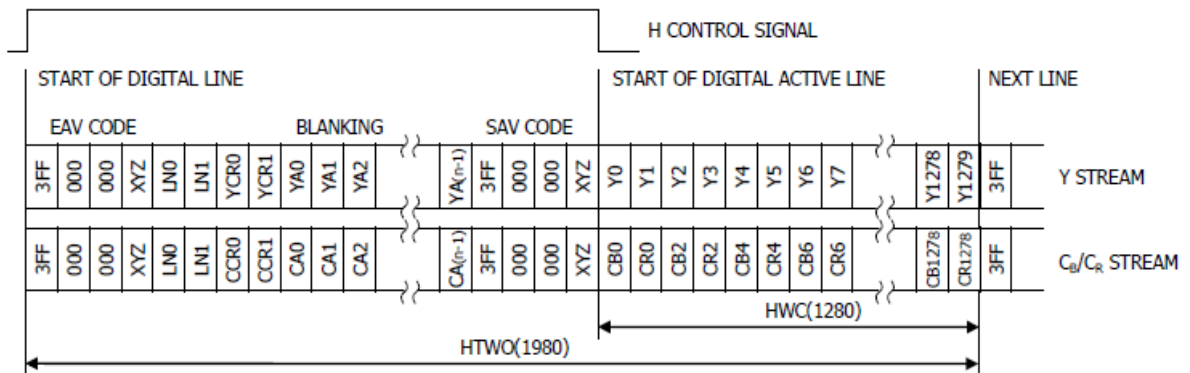 H CONTROL SIGNAL
START OF DIGITAL LINE START OF DIGITAL ACTIVE LINE NEXT LINE
EAV CODE BLANKING SAV CODE
3FF 000 000 XYZ LN0 LN1 YCR0 YCR1 YA0 YA1 YA2 YA(n-1) 3FF 000 000 XYZ Y0 Y1 Y2 Y3 Y4 Y5 Y6 Y7 Y1278 Y1279 3FF Y STREAM
3FF 000 000 XYZ LN0 LN1 CCR0 CCR1 CA0 CA1 CA2 CA(n-1) 3FF 000 000 XYZ CB0 CR0 CB2 CR2 CB4 CR4 CB6 CR6 CB1278 CR1278 3FF CB/CR STREAM
HWC(1280)
HTWO(1980)